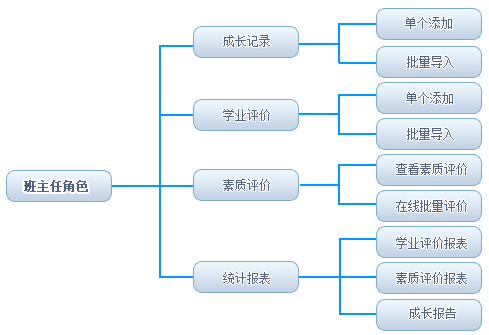 班主任角色
成长记录
单个添加
批量导入
学业评价
单个添加
批量导入
素质评价
查看素质评价
在线批量评价
统计报表
学业评价报表
素质评价报表
成长报告